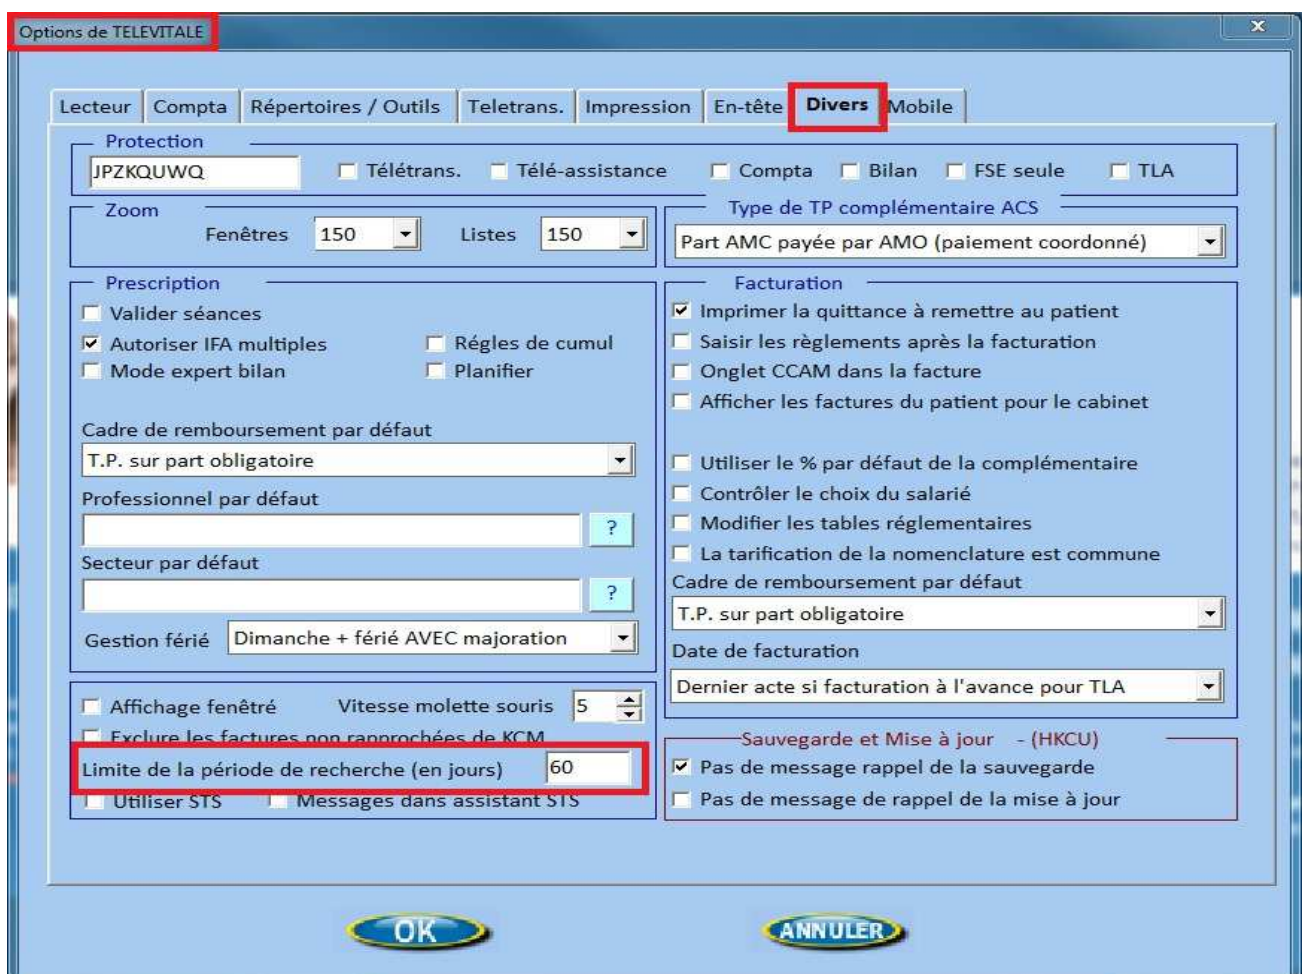 Options de TELEVITALE
Lecteur Compta Répertoires / Outils Teletrans. Impression En-tête Divers Mobile
Protection
JPZKQUWQ Télétrans. Télé-assistance Compta Bilan FSE seule TLA
Zoom
Fenêtres 150 Listes 150
Type de TP complémentaire ACS
Part AMC payée par AMO (paiement coordonné)
Prescription
Valider séances
Autoriser IFA multiples Régles de cumul
Mode expert bilan Planifier
Cadre de remboursement par défaut
T.P. sur part obligatoire
Professionnel par défaut
?
Secteur par défaut
?
Gestion férié Dimanche + férié AVEC majoration
Facturation
Imprimer la quittance à remettre au patient
Saisir les règlements après la facturation
Onglet CCAM dans la facture
Afficher les factures du patient pour le cabinet
Utiliser le % par défaut de la complémentaire
Contrôler le choix du salarié
Modifier les tables réglementaires
La tarification de la nomenclature est commune
Cadre de remboursement par défaut
T.P. sur part obligatoire
Date de facturation
Dernier acte si facturation à l'avance pour TLA
Affichage fenêtré Vitesse molette souris 5
Exclure les factures non rapprochées de KCM
Limite de la période de recherche (en jours) 60
Utiliser STS Messages dans assistant STS
Sauvegarde et Mise à jour - (HKCU)
Pas de message rappel de la sauvegarde
Pas de message de rappel de la mise à jour
OK ANNULER